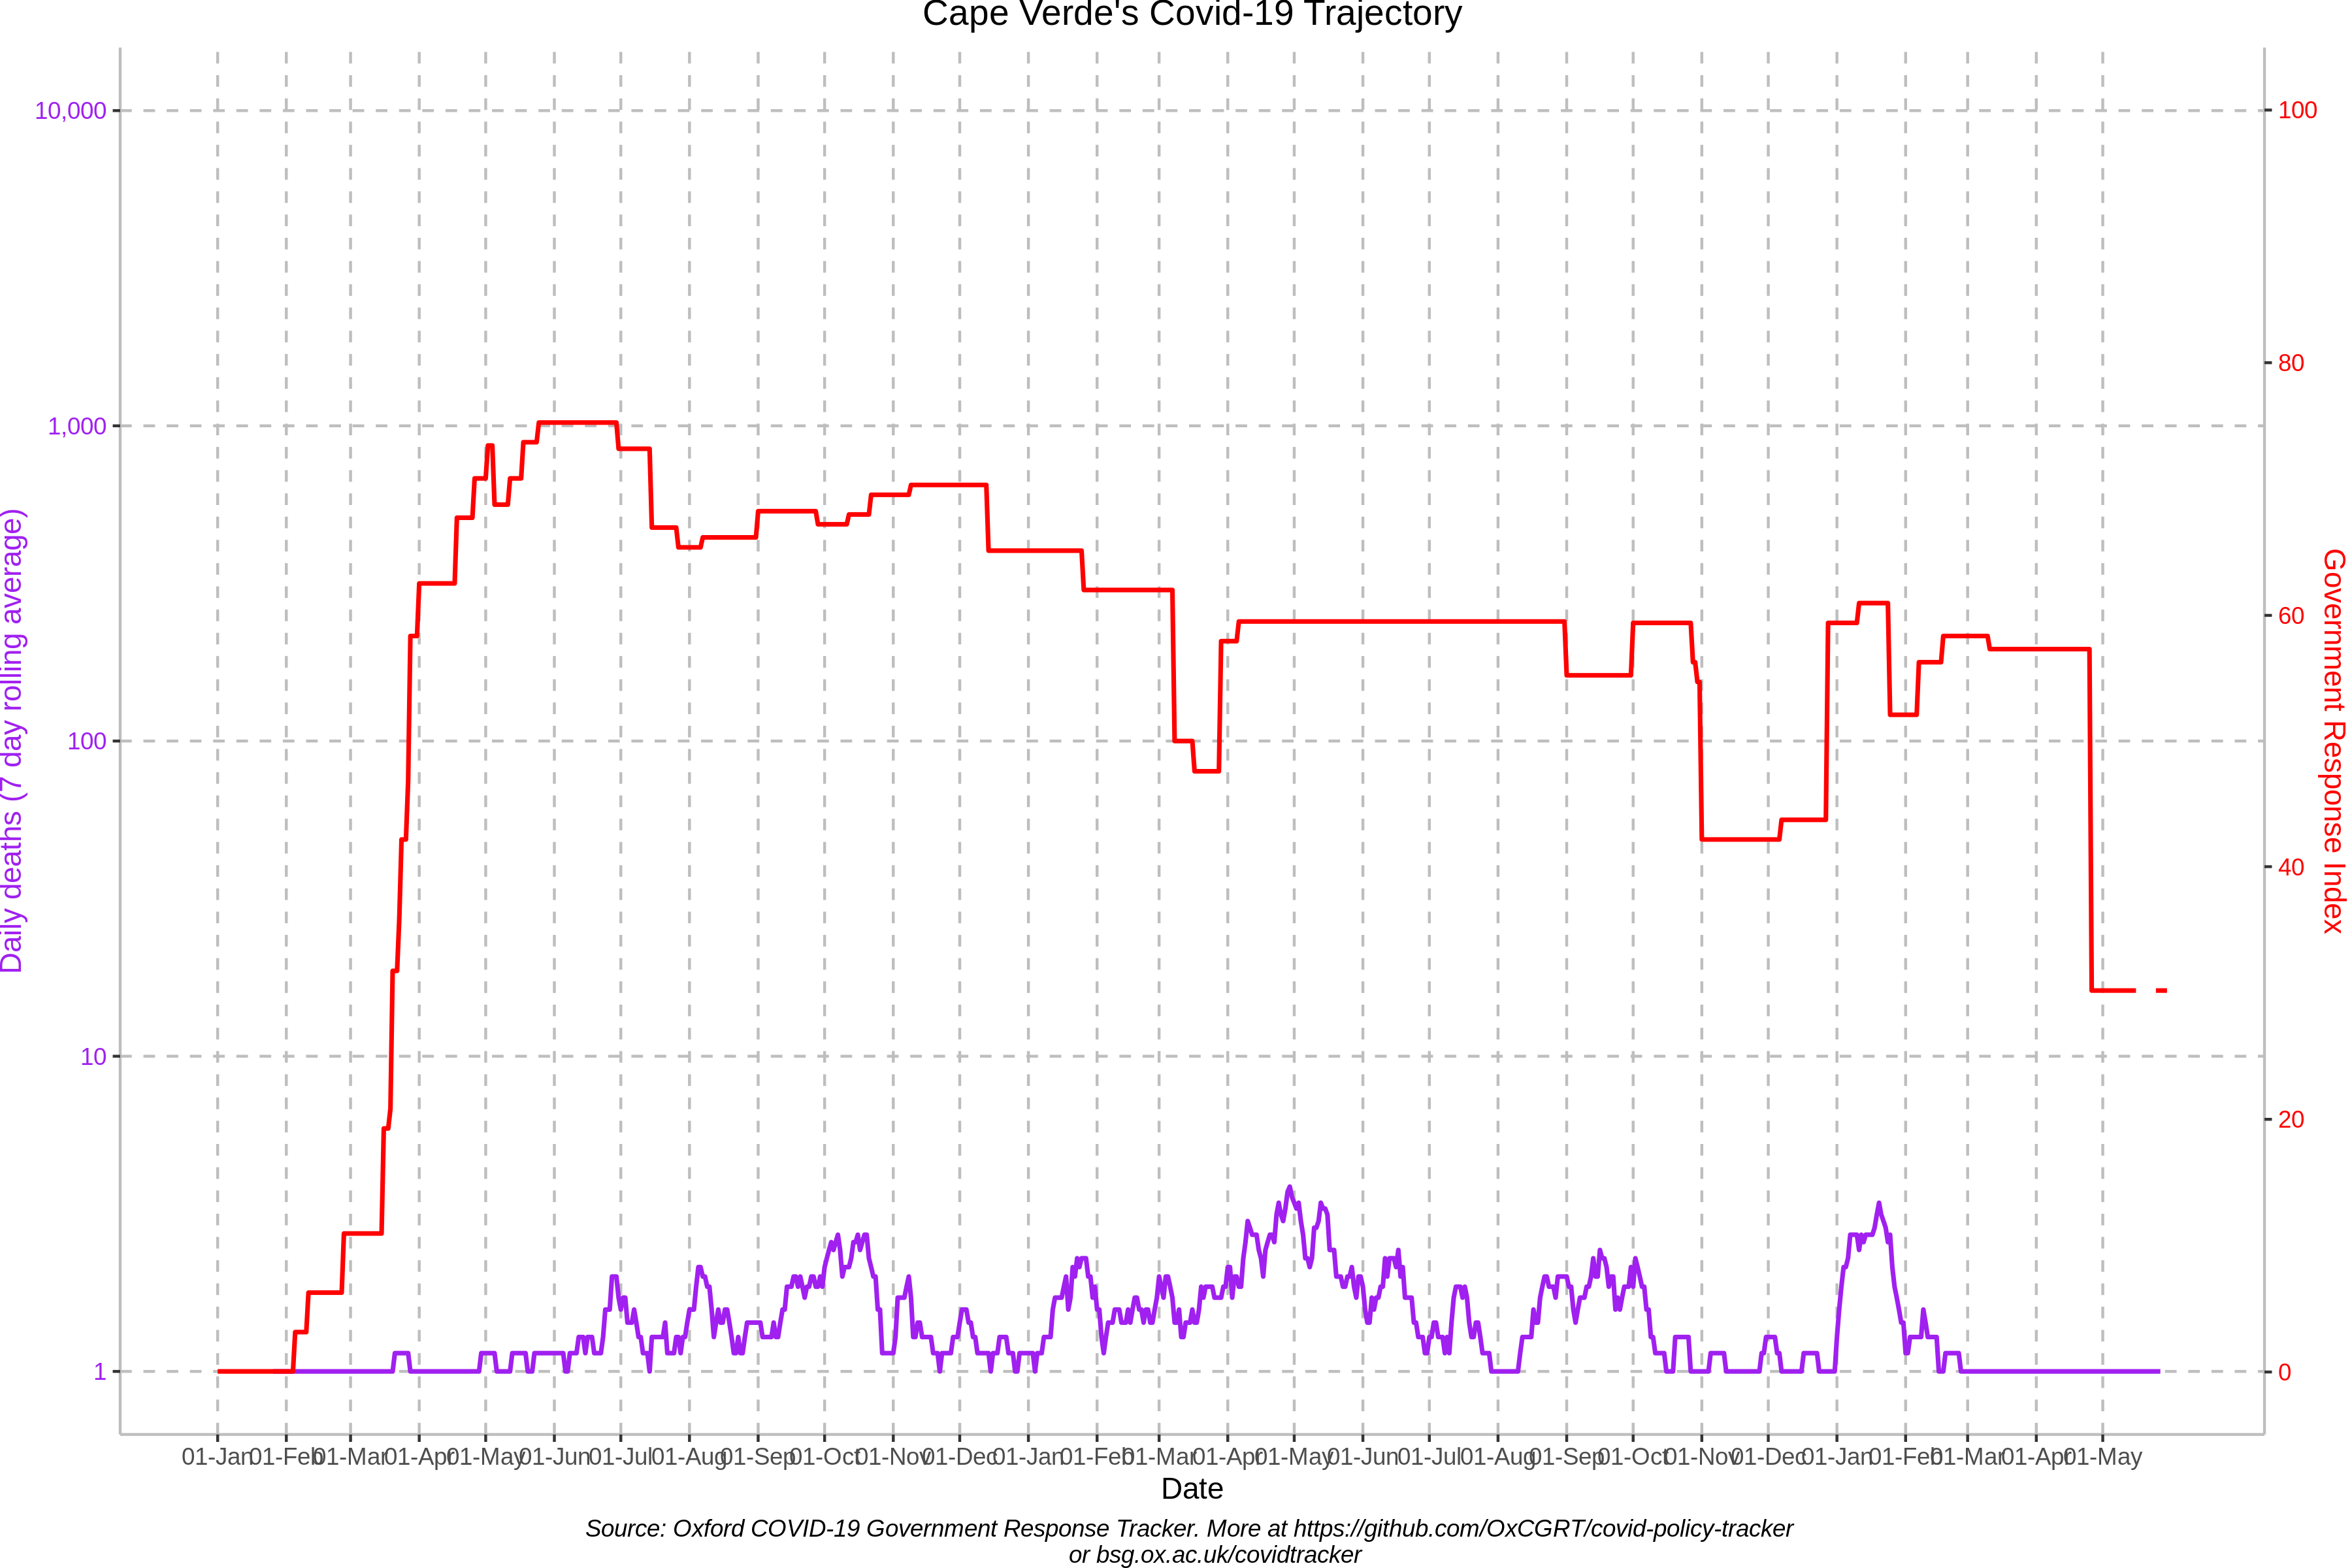 Cape Verde's Covid-19 Trajectory
10,000
1,000
100
10
1
Daily deaths (7 day rolling average)
100
80
60
40
20
0
Government Response Index
01-Jan 01-Feb 01-Mar 01-Apr 01-May 01-Jun 01-Jul 01-Aug 01-Sep 01-Oct 01-Nov 01-Dec 01-Jan 01-Feb 01-Mar 01-Apr 01-May 01-Jun 01-Jul 01-Aug 01-Sep 01-Oct 01-Nov 01-Dec 01-Jan 01-Feb 01-Mar 01-Apr 01-May
Date
Source: Oxford COVID-19 Government Response Tracker. More at https://github.com/OxCGRT/covid-policy-tracker
or bsg.ox.ac.uk/covidtracker